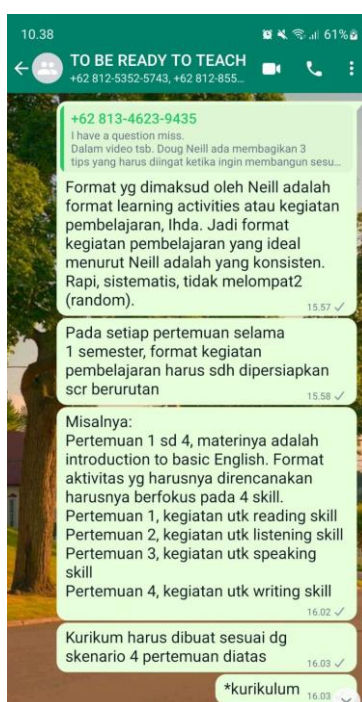 10.38
61%
TO BE READY TO TEACH
+62 812-5352-5743, +62 812-855...
+62 813-4623-9435
I have a question miss.
Dalam video tsb. Doug Neill ada membagikan 3
tips yang harus diingat ketika ingin membangun sesu...
Format yg dimaksud oleh Neill adalah
format learning activities atau kegiatan
pembelajaran, Ihda. Jadi format
kegiatan pembelajaran yang ideal
menurut Neill adalah yang konsisten.
Rapi, sistematis, tidak melompat2
(random).
15.57
Pada setiap pertemuan selama
1 semester, format kegiatan
pembelajaran harus sdh dipersiapkan
scr berurutan
15.58
Misalnya:
Pertemuan 1 sd 4, materinya adalah
introduction to basic English. Format
aktivitas yg harusnya direncanakan
harusnya berfokus pada 4 skill.
Pertemuan 1, kegiatan utk reading skill
Pertemuan 2, kegiatan utk listening skill
Pertemuan 3, kegiatan utk speaking
skill
Pertemuan 4, kegiatan utk writing skill
16.02
Kurikum harus dibuat sesuai dg
skenario 4 pertemuan diatas
16.03
*kurikulum
16.03